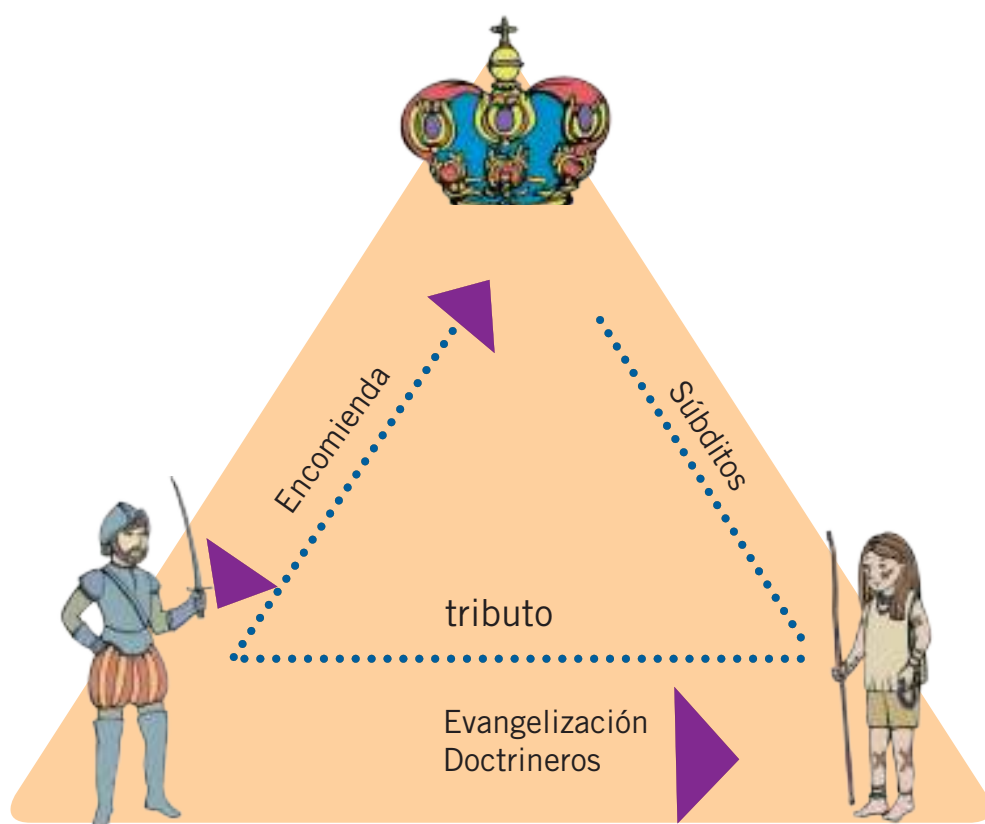 Encomienda
Súbditos
tributo
Evangelización
Doctrineros